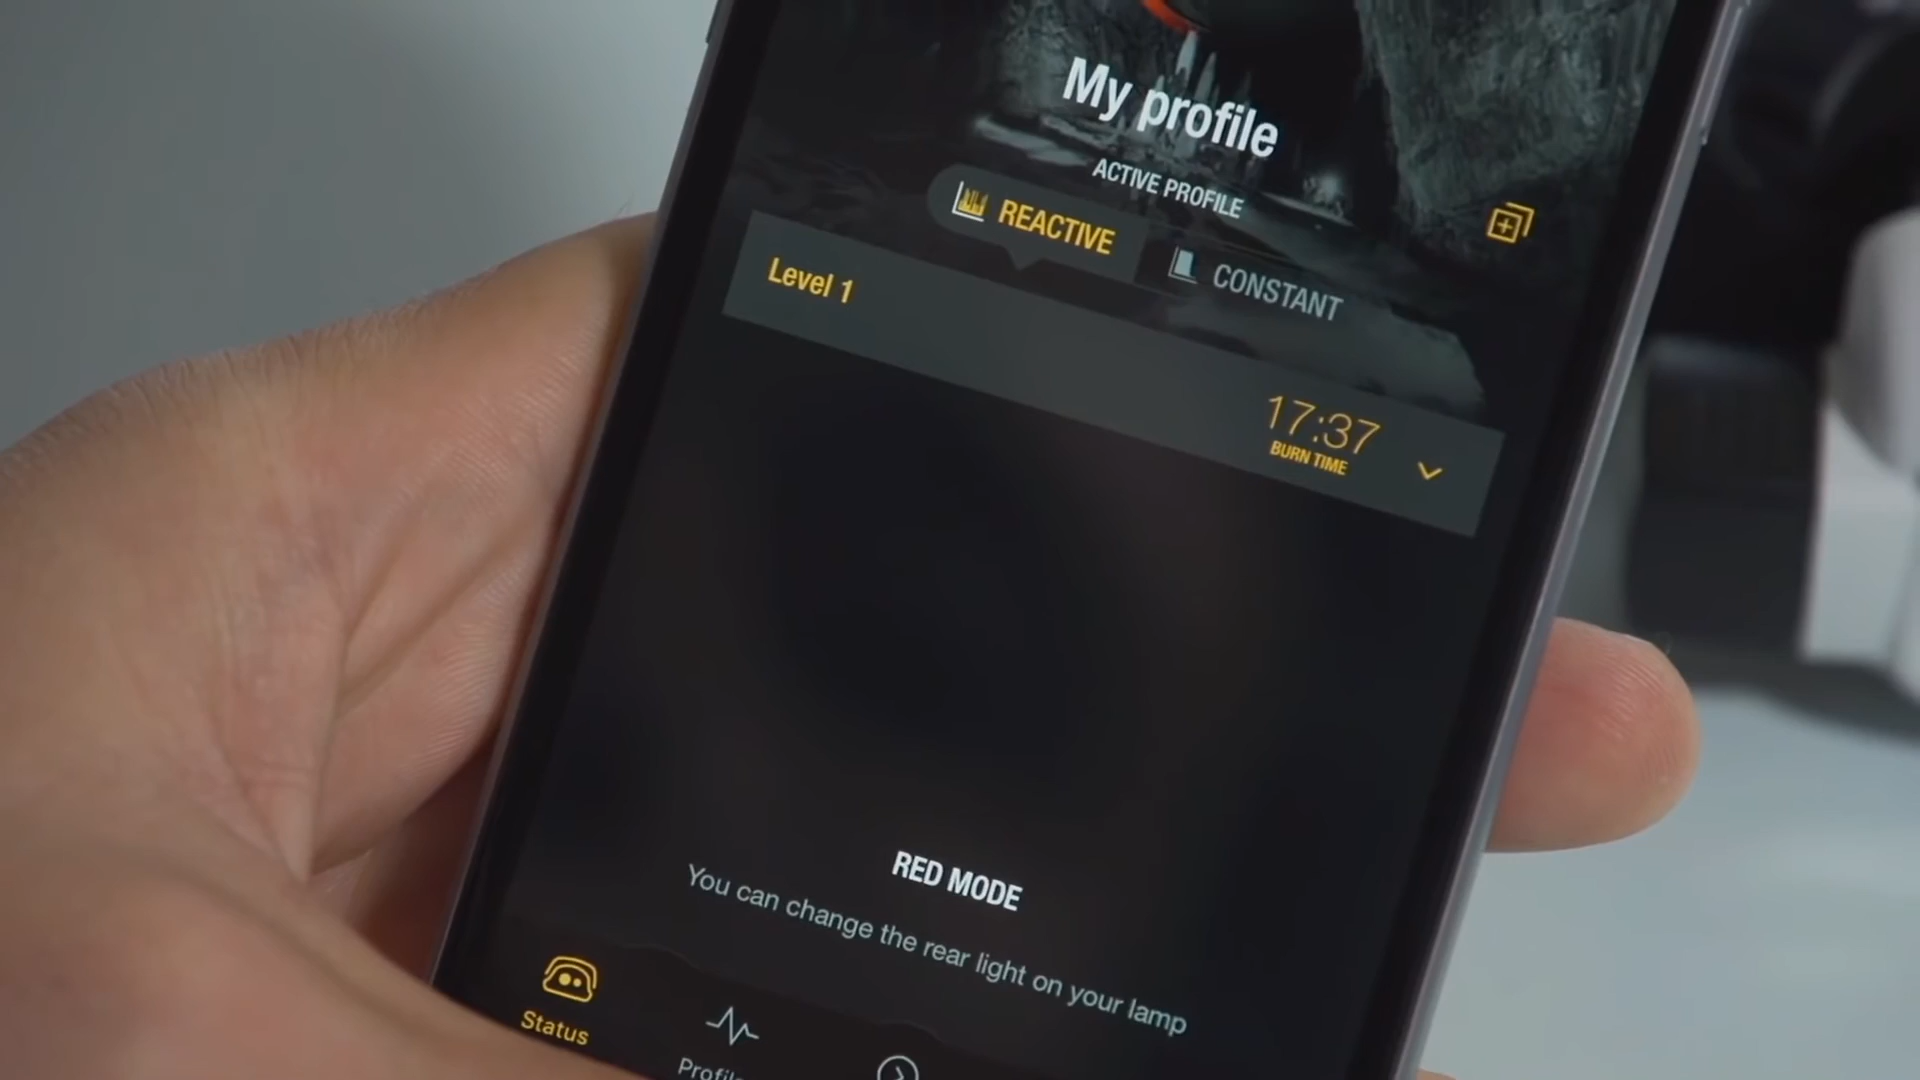 My profile
ACTIVE PROFILE
REACTIVE
CONSTANT
Level 1
17:37
BURN TIME
RED MODE
You can change the rear light on your lamp
Status